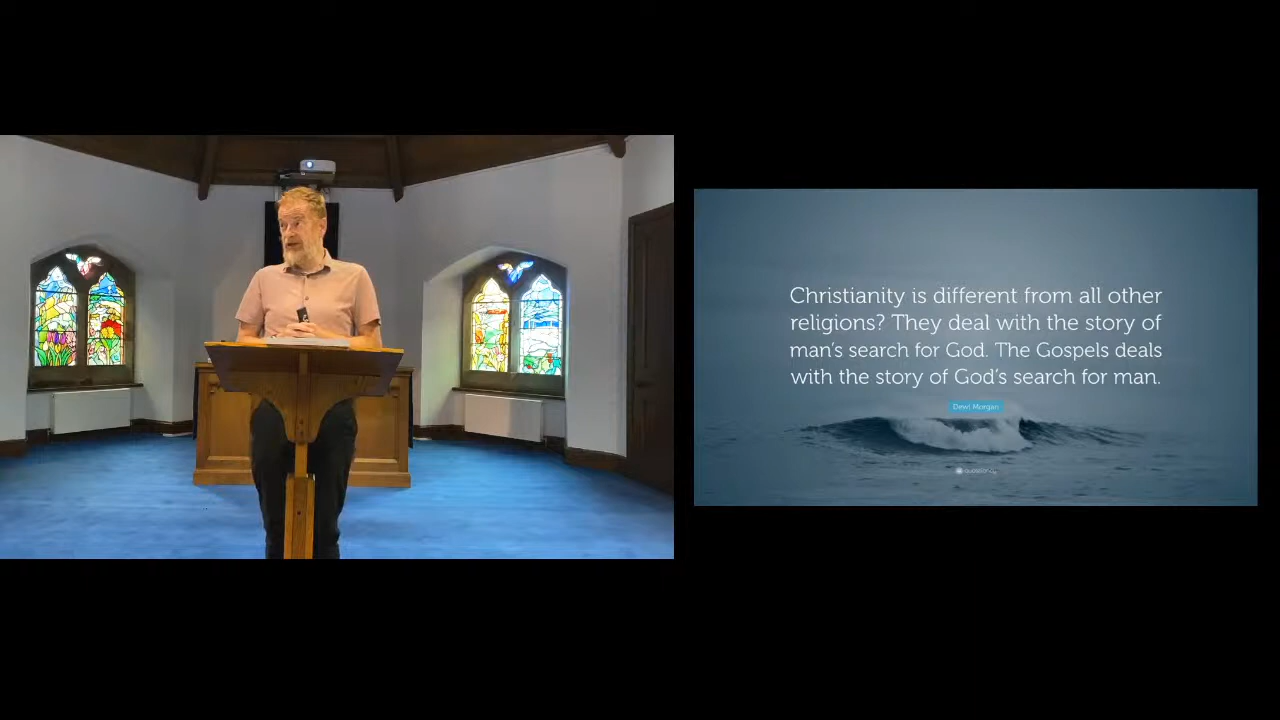 Christianity is different from all other
religions? They deal with the story of
man's search for God. The Gospels deals
with the story of God's search for man.
Dewi Morgan
quotefancy